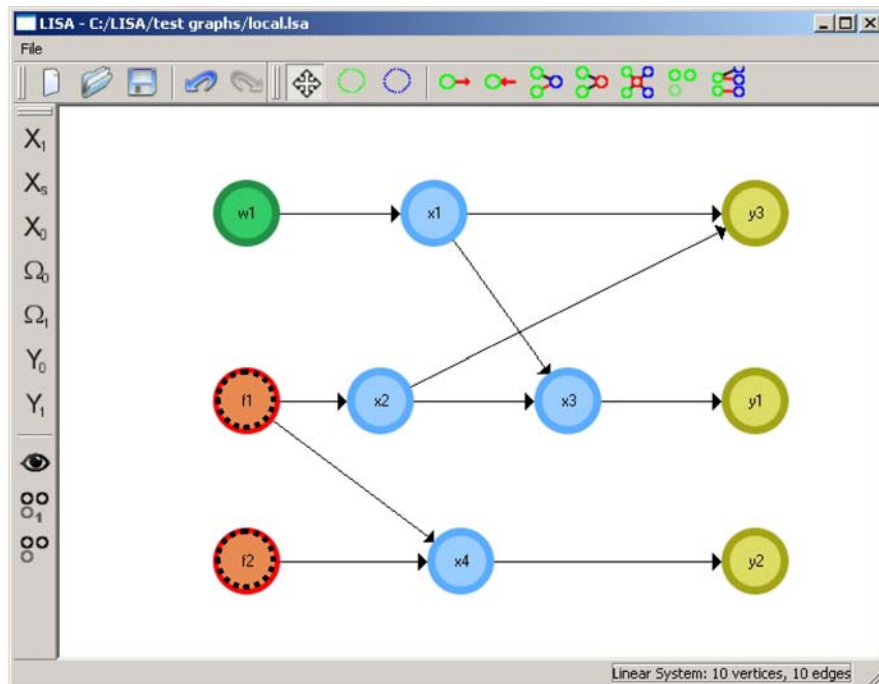 LISA - C:/LISA/test graphs/local.lsa
File
X₁
Xₛ
X₀
Ω₀
Ω₁
Y₀
Y₁
1
w1
x1
y3
f1
x2
x3
y1
f2
x4
y2
Linear System: 10 vertices, 10 edges